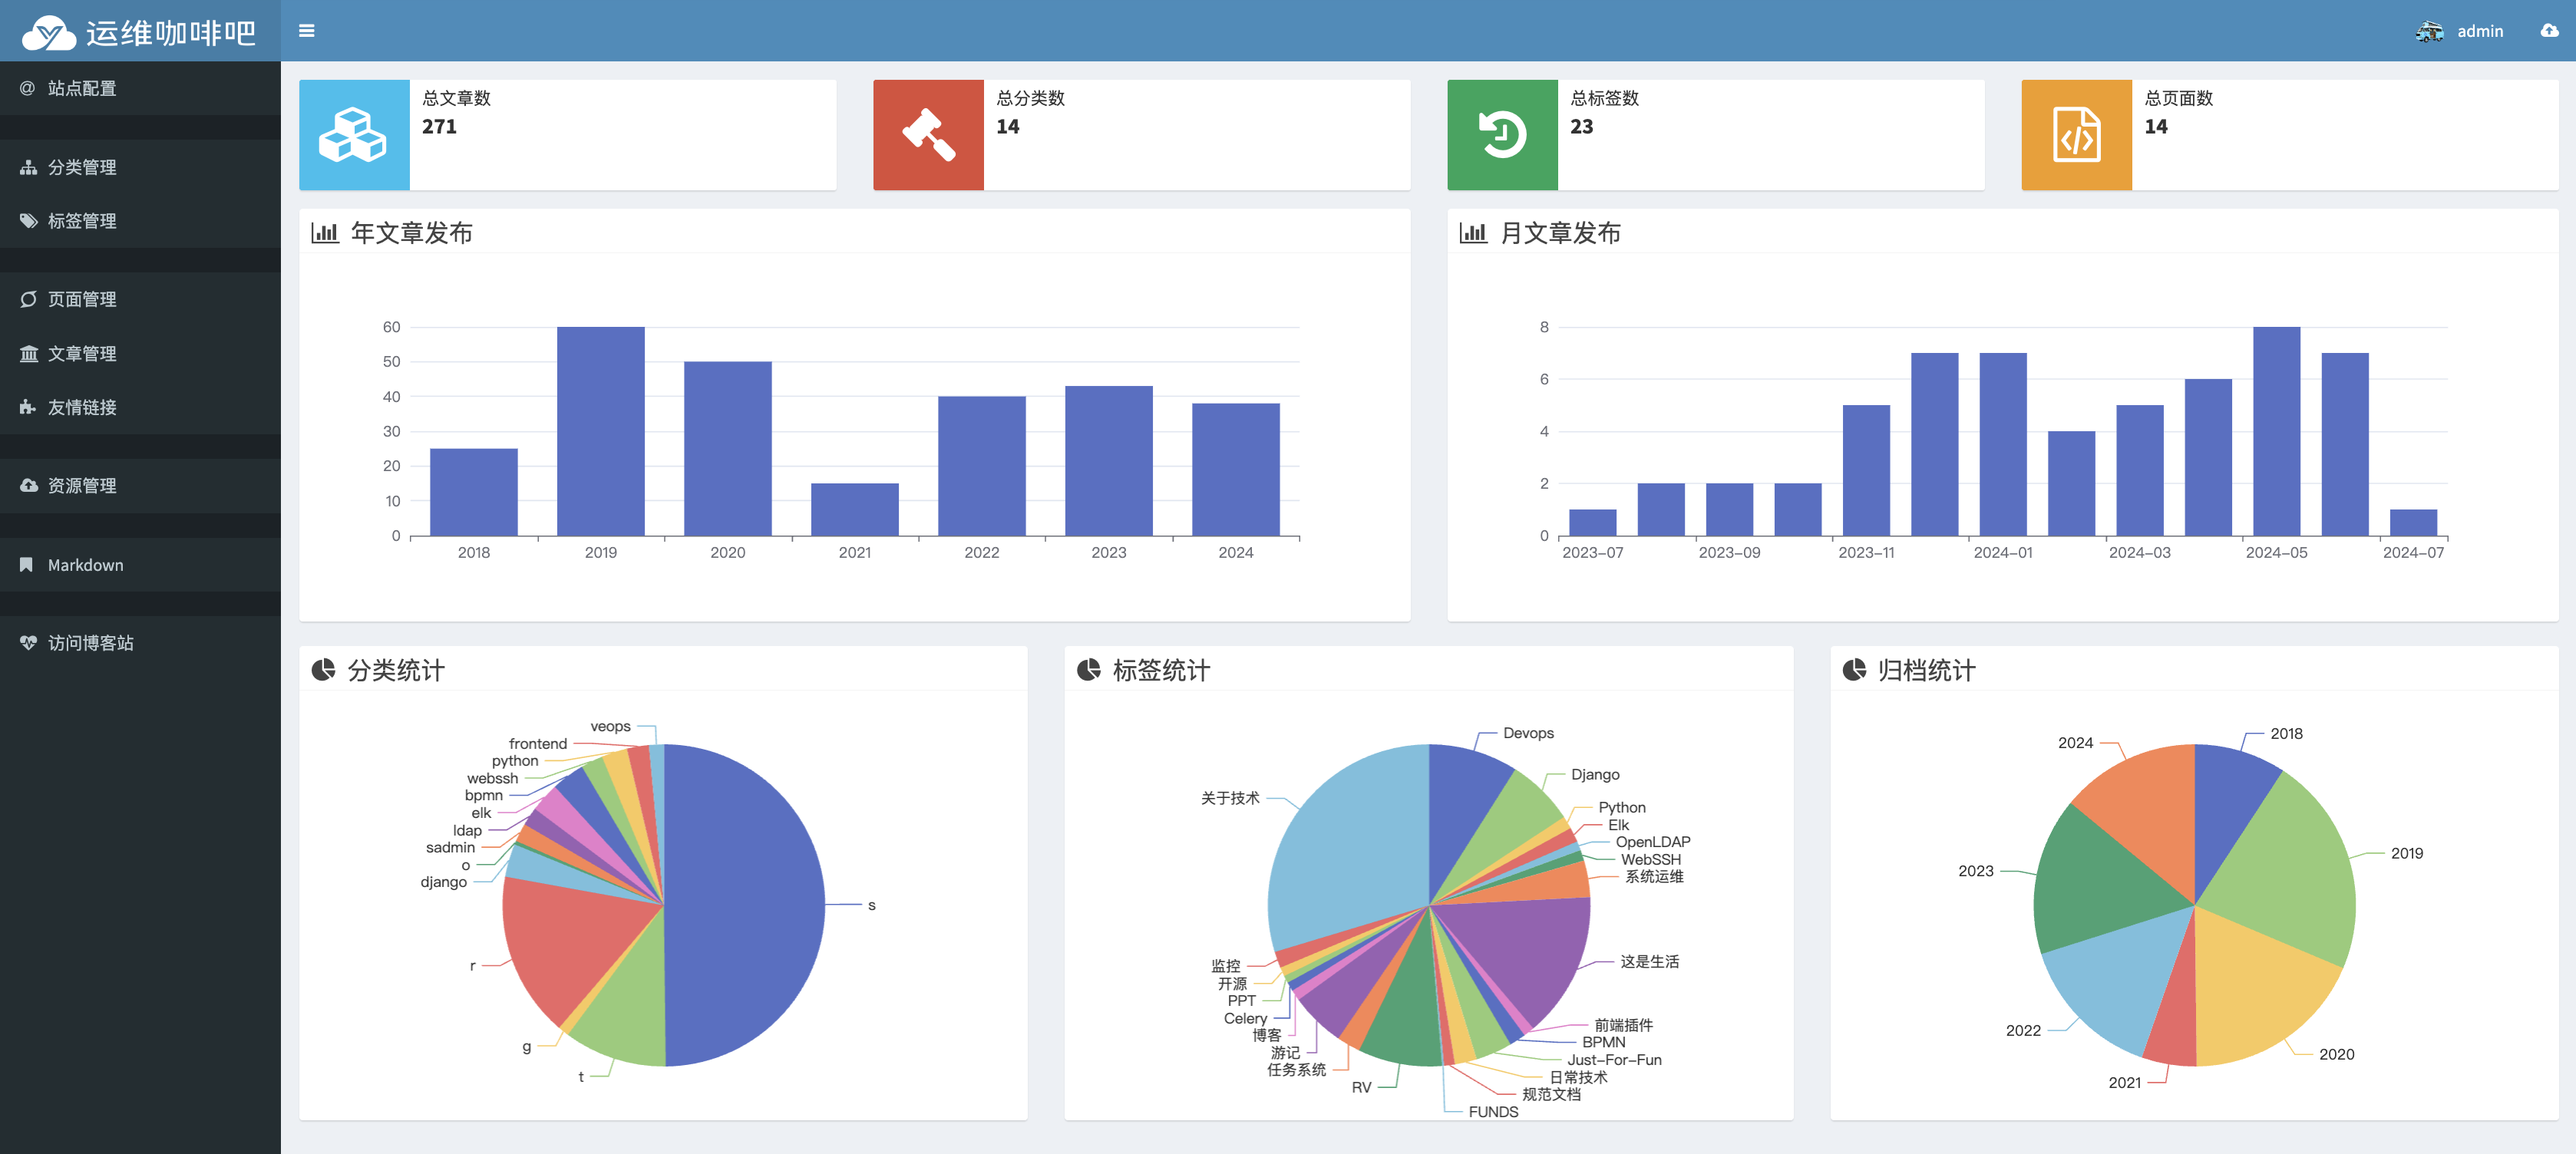 运维咖啡吧
admin
站点配置
分类管理
标签管理
页面管理
文章管理
友情链接
资源管理
Markdown
访问博客站
总文章数
271
总分类数
14
总标签数
23
总页面数
14
年文章发布
60
50
40
30
20
10
0
2018 2019 2020 2021 2022 2023 2024
月文章发布
8
6
4
2
0
2023-07 2023-09 2023-11 2024-01 2024-03 2024-05 2024-07
分类统计
veops
frontend
python
webssh
bpmn
elk
ldap
sadmin
o
django
s
r
g
t
标签统计
Devops
Django
关于技术
Python
Elk
OpenLDAP
WebSSH
系统运维
这是生活
监控
开源
PPT
Celery
博客
游记
任务系统
RV
前端插件
BPMN
Just-For-Fun
日常技术
规范文档
FUNDS
归档统计
2018
2024
2019
2023
2022
2020
2021